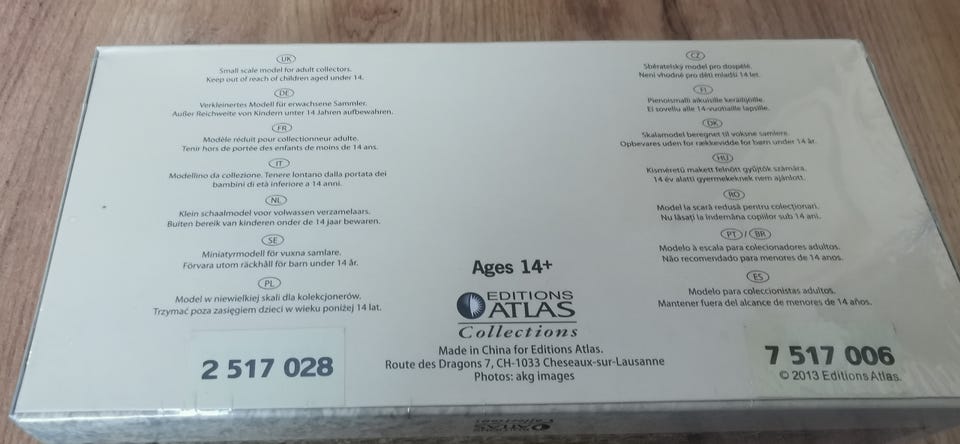 UK
Small scale model for adult collectors.
Keep out of reach of children aged under 14.
DE
Verkleinertes Modell für erwachsene Sammler.
Außer Reichweite von Kindern unter 14 Jahren aufbewahren.
FR
Modèle réduit pour collectionneur adulte.
Tenir hors de portée des enfants de moins de 14 ans.
IT
Modellino da collezione. Tenere lontano dalla portata dei
bambini di età inferiore a 14 anni.
NL
Klein schaalmodel voor volwassen verzamelaars.
Buiten bereik van kinderen onder de 14 jaar bewaren.
SE
Miniatyrmodell för vuxna samlare.
Förvara utom räckhåll för barn under 14 år.
PL
Model w niewielkiej skali dla kolekcjonerów.
Trzymać poza zasięgiem dzieci w wieku poniżej 14 lat.
2 517 028
Ages 14+
EDITIONS
ATLAS
Collections
Made in China for Editions Atlas.
Route des Dragons 7, CH-1033 Cheseaux-sur-Lausanne
Photos: akg images
CZ
Sběratelský model pro dospělé.
Není vhodné pro děti mladší 14 let.
FI
Pienoismalli aikuisille keräilijöille.
Ei sovellu alle 14-vuotiaille lapsille.
DK
Skalamodel beregnet til voksne samlere.
Opbevares uden for rækkevidde for børn under 14 år.
HU
Kisméretű makett felnőtt gyűjtők számára.
14 év alatti gyermekeknek nem ajánlott.
RO
Model la scară redusă pentru colecționari.
Nu lăsați la îndemâna copiilor sub 14 ani.
PT / BR
Modelo à escala para colecionadores adultos.
Não recomendado para menores de 14 anos.
ES
Modelo para coleccionistas adultos.
Mantener fuera del alcance de menores de 14 años.
7 517 006
© 2013 Editions Atlas.
ATLAS